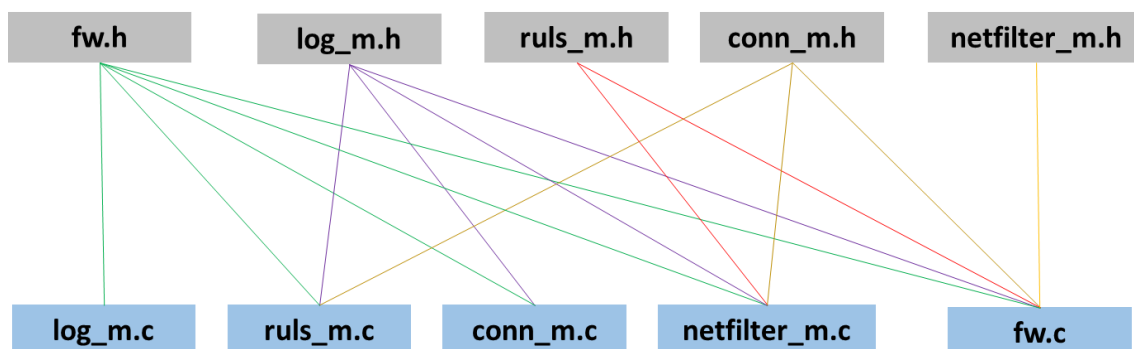 fw.h
log_m.h
ruls_m.h
conn_m.h
netfilter_m.h
log_m.c
ruls_m.c
conn_m.c
netfilter_m.c
fw.c